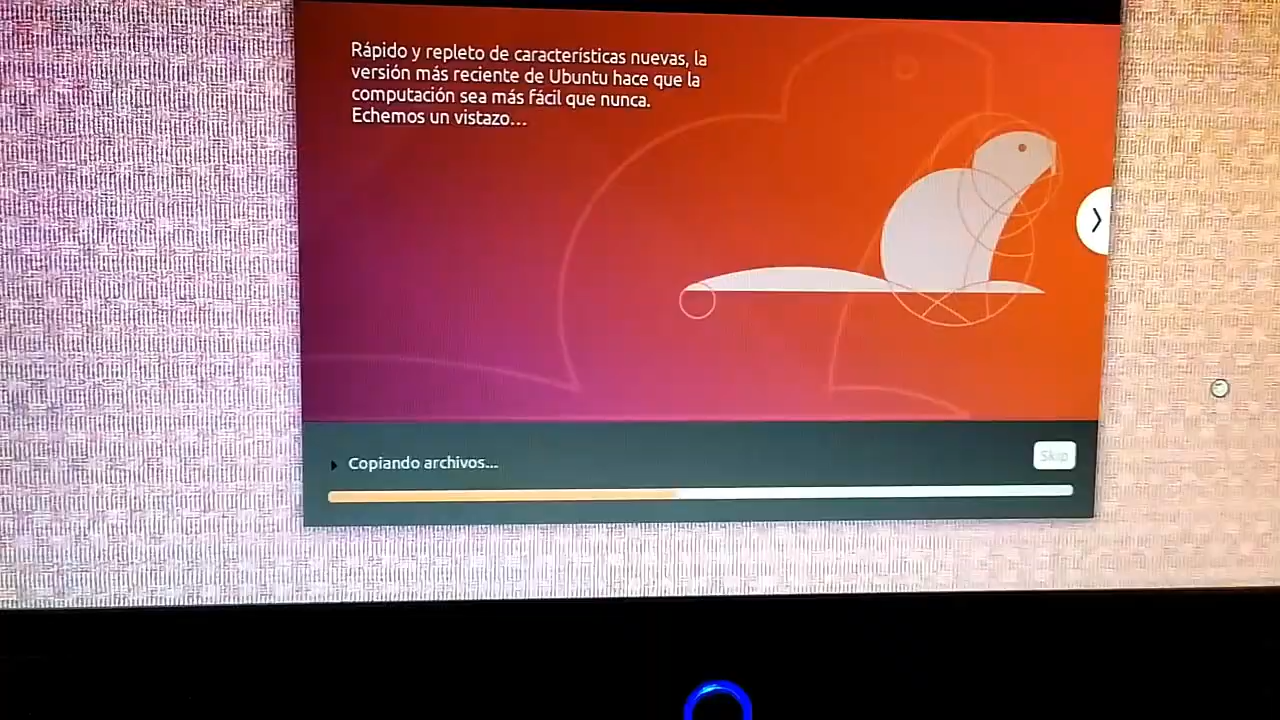 Rápido y repleto de características nuevas, la
versión más reciente de Ubuntu hace que la
computación sea más fácil que nunca.
Echemos un vistazo...
Copiando archivos...
Skip